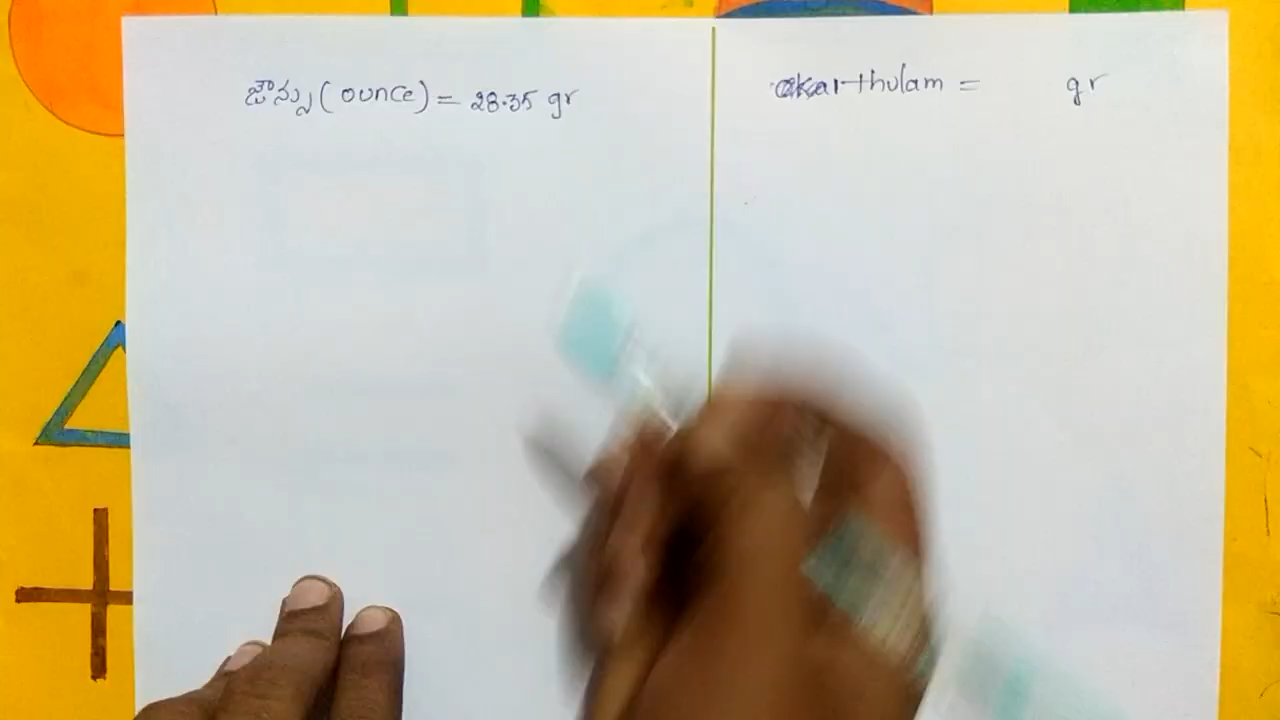 ఔన్సు ( ounce ) = 28.35 gr
thulam = gr